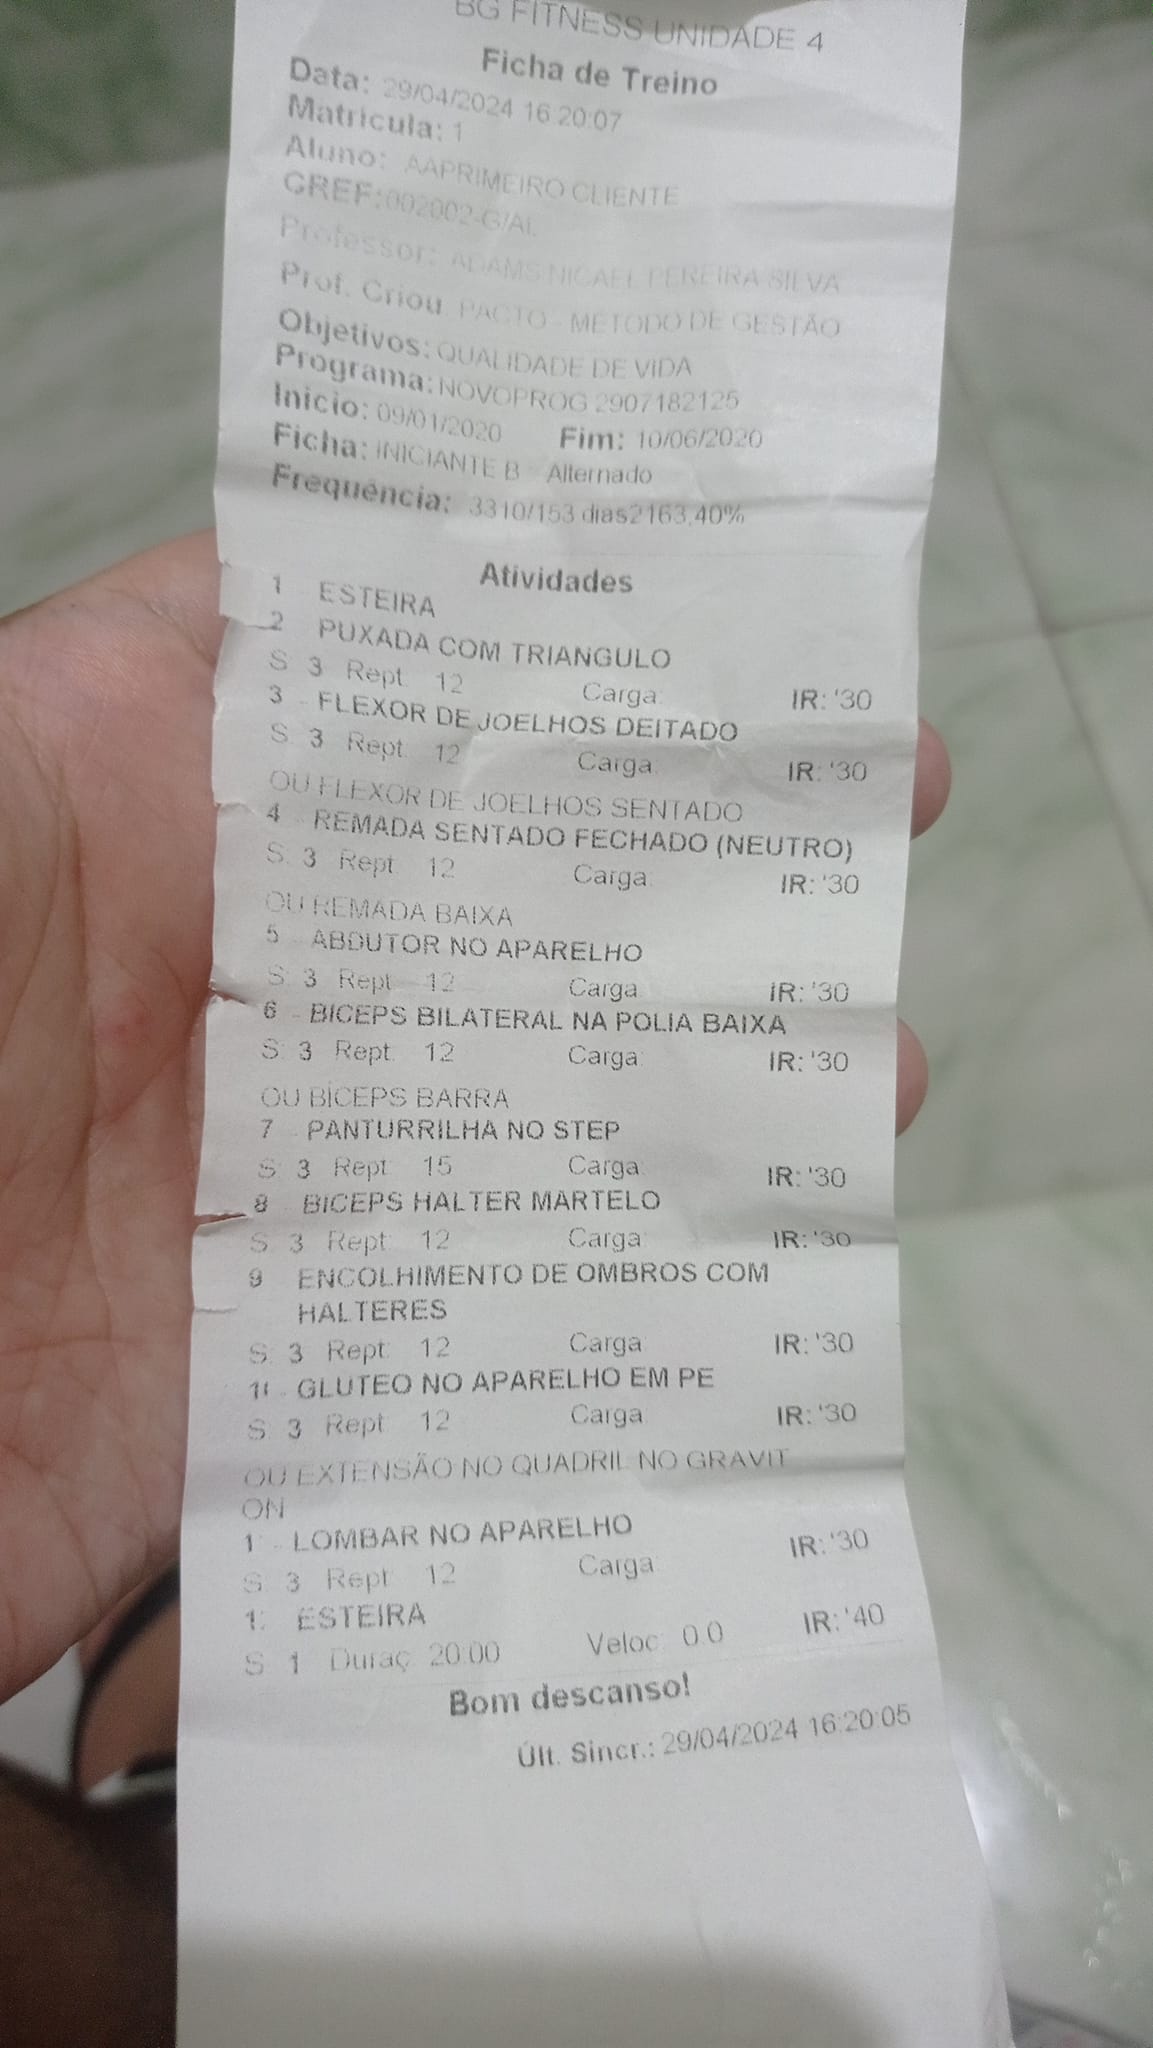 BG FITNESS UNIDADE 4
Ficha de Treino
Data: 29/04/2024 16:20:07
Matrícula: 1
Aluno: AAPRIMEIRO CLIENTE
CREF:002002-G/AL
Professor: ADAMS NICAEL PEREIRA SILVA
Prof. Criou: PACTO - MÉTODO DE GESTÃO
Objetivos: QUALIDADE DE VIDA
Programa: NOVOPROG 2907182125
Início: 09/01/2020 Fim: 10/06/2020
Ficha: INICIANTE B - Alternado
Frequência: 3310/153 dias2163,40%
Atividades
1 ESTEIRA
2 PUXADA COM TRIANGULO
S: 3 Rept: 12 Carga: IR: '30
3 - FLEXOR DE JOELHOS DEITADO
S: 3 Rept: 12 Carga: IR: '30
OU FLEXOR DE JOELHOS SENTADO
4 - REMADA SENTADO FECHADO (NEUTRO)
S: 3 Rept: 12 Carga: IR: '30
OU REMADA BAIXA
5 - ABDUTOR NO APARELHO
S: 3 Rept: 12 Carga: IR: '30
6 - BICEPS BILATERAL NA POLIA BAIXA
S: 3 Rept: 12 Carga: IR: '30
OU BÍCEPS BARRA
7 - PANTURRILHA NO STEP
S: 3 Rept: 15 Carga: IR: '30
8 - BICEPS HALTER MARTELO
S: 3 Rept: 12 Carga: IR: '30
9 ENCOLHIMENTO DE OMBROS COM
HALTERES
S: 3 Rept: 12 Carga: IR: '30
1( - GLUTEO NO APARELHO EM PE
S: 3 Rept: 12 Carga: IR: '30
OU EXTENSÃO NO QUADRIL NO GRAVIT
ON
1 - LOMBAR NO APARELHO
S: 3 Rept: 12 Carga: IR: '30
1: ESTEIRA
S: 1 Duraç: 20:00 Veloc: 0.0 IR: '40
Bom descanso!
Últ. Sincr.: 29/04/2024 16:20:05